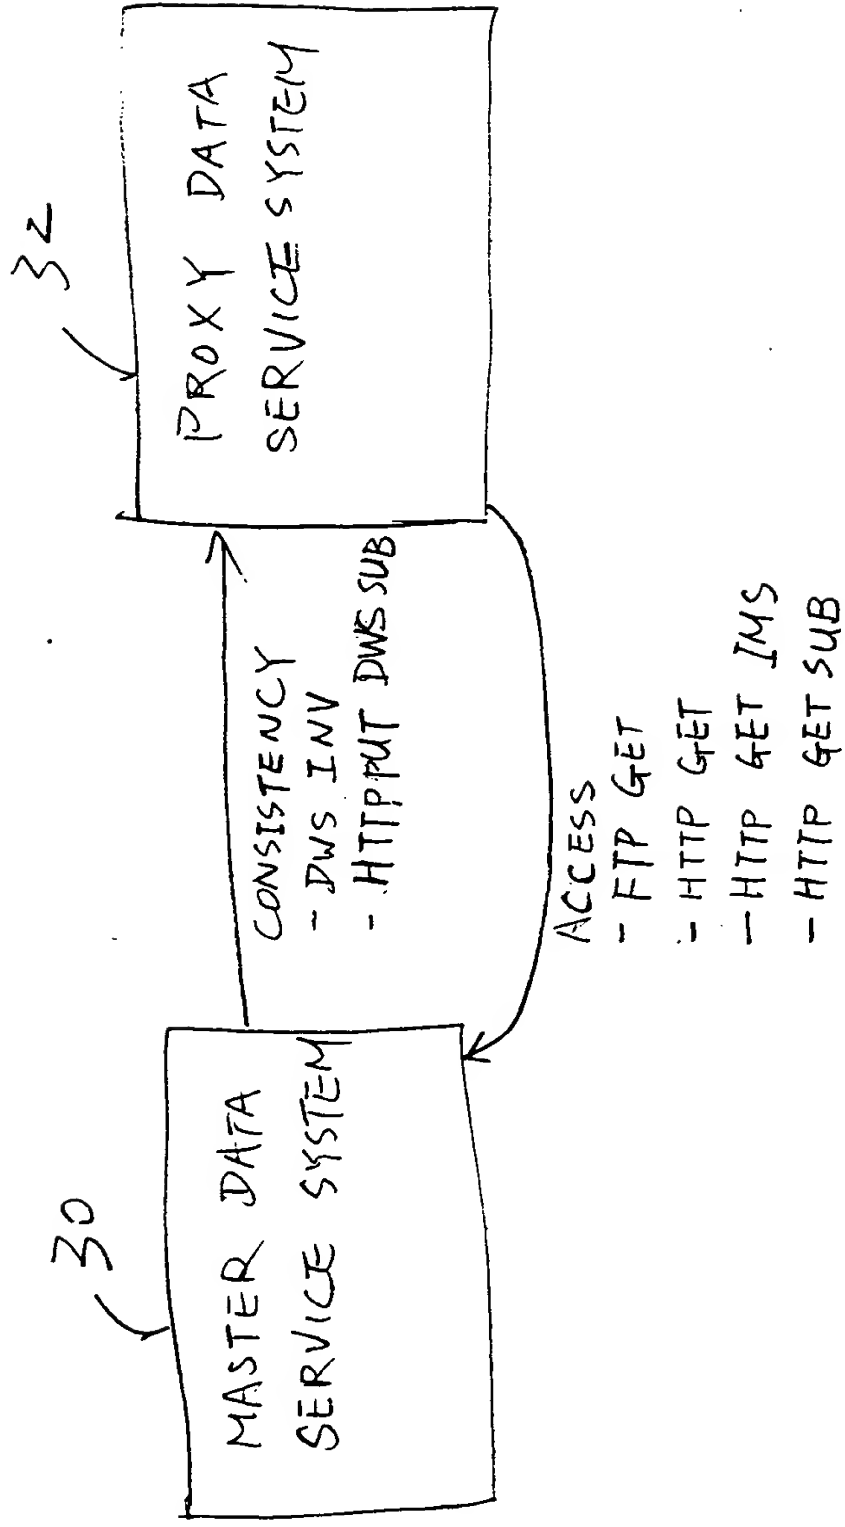 30
MASTER DATA
SERVICE SYSTEM
CONSISTENCY
- DWS INV
- HTTP PUT DWS SUB
32
PROXY DATA
SERVICE SYSTEM
ACCESS
- FTP GET
- HTTP GET
- HTTP GET IMS
- HTTP GET SUB